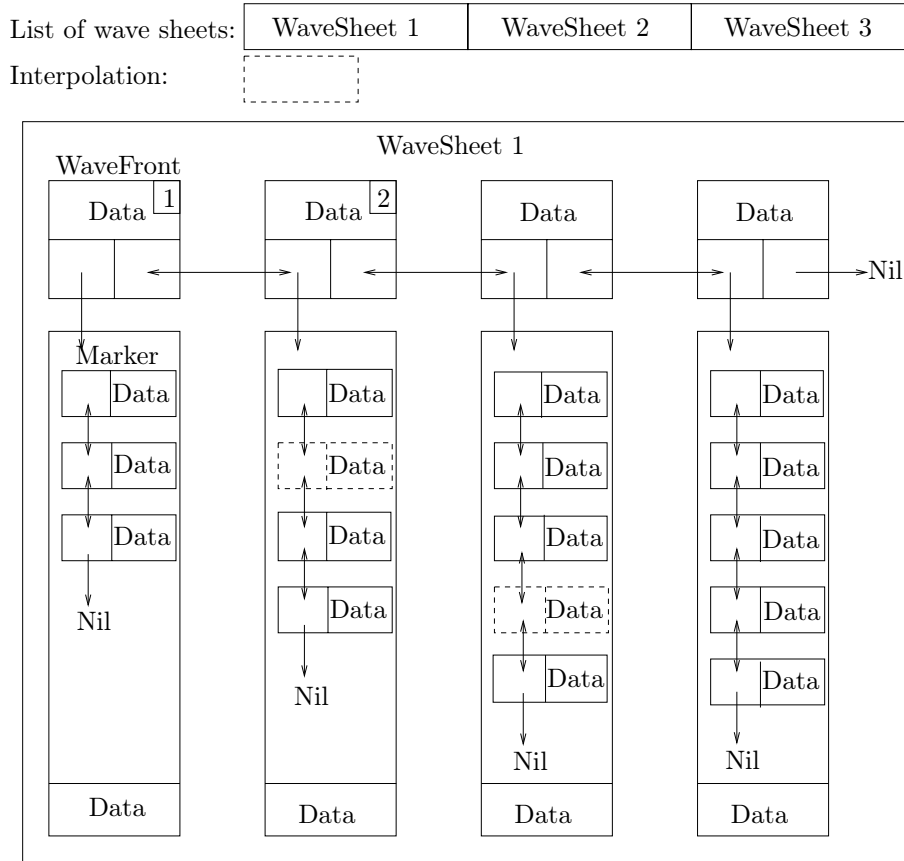 List of wave sheets: WaveSheet 1 WaveSheet 2 WaveSheet 3
Interpolation:
WaveSheet 1
WaveFront
Data 1 Data 2 Data Data
Nil
Marker
Data Data Data Data
Data Data Data Data
Data Data Data Data
Nil Data Data Data
Nil Data Data
Nil Nil
Data Data Data Data